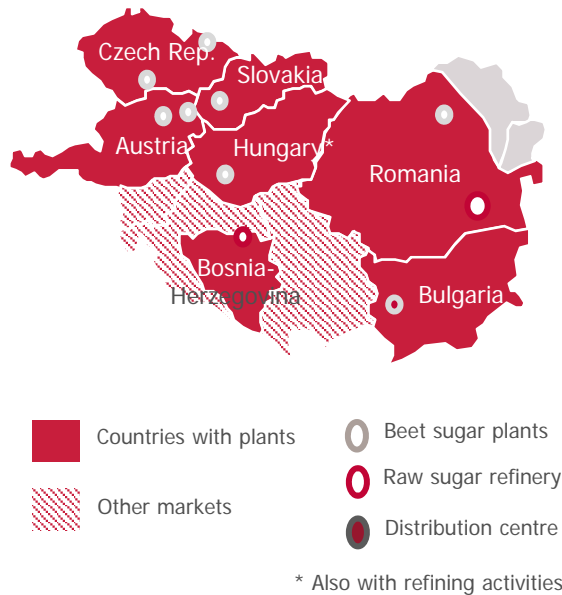 Czech Rep.
Slovakia
Austria
Hungary*
Romania
Bosnia-
Herzegovina
Bulgaria
Countries with plants
Other markets
Beet sugar plants
Raw sugar refinery
Distribution centre
* Also with refining activities